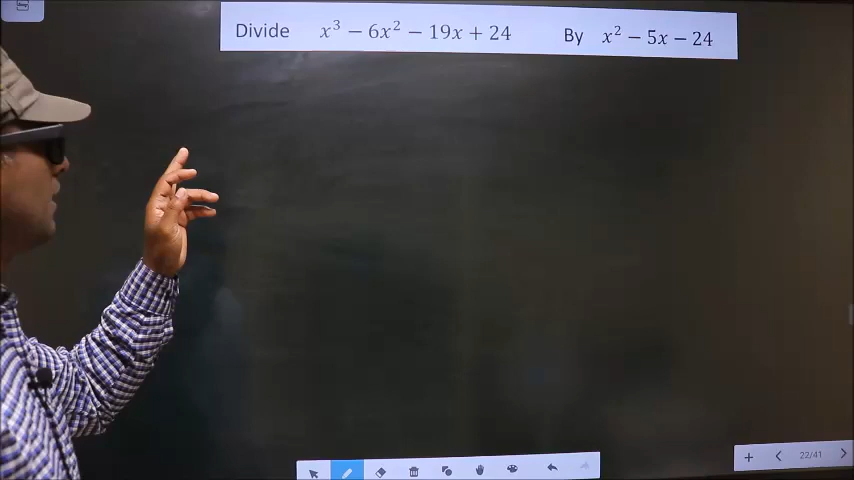 Divide x³ − 6x² − 19x + 24 By x² − 5x − 24
22/41